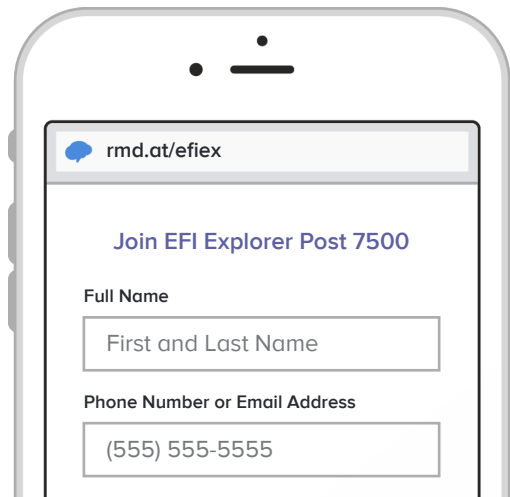 rmd.at/efiex
Join EFI Explorer Post 7500
Full Name
First and Last Name
Phone Number or Email Address
(555) 555-5555